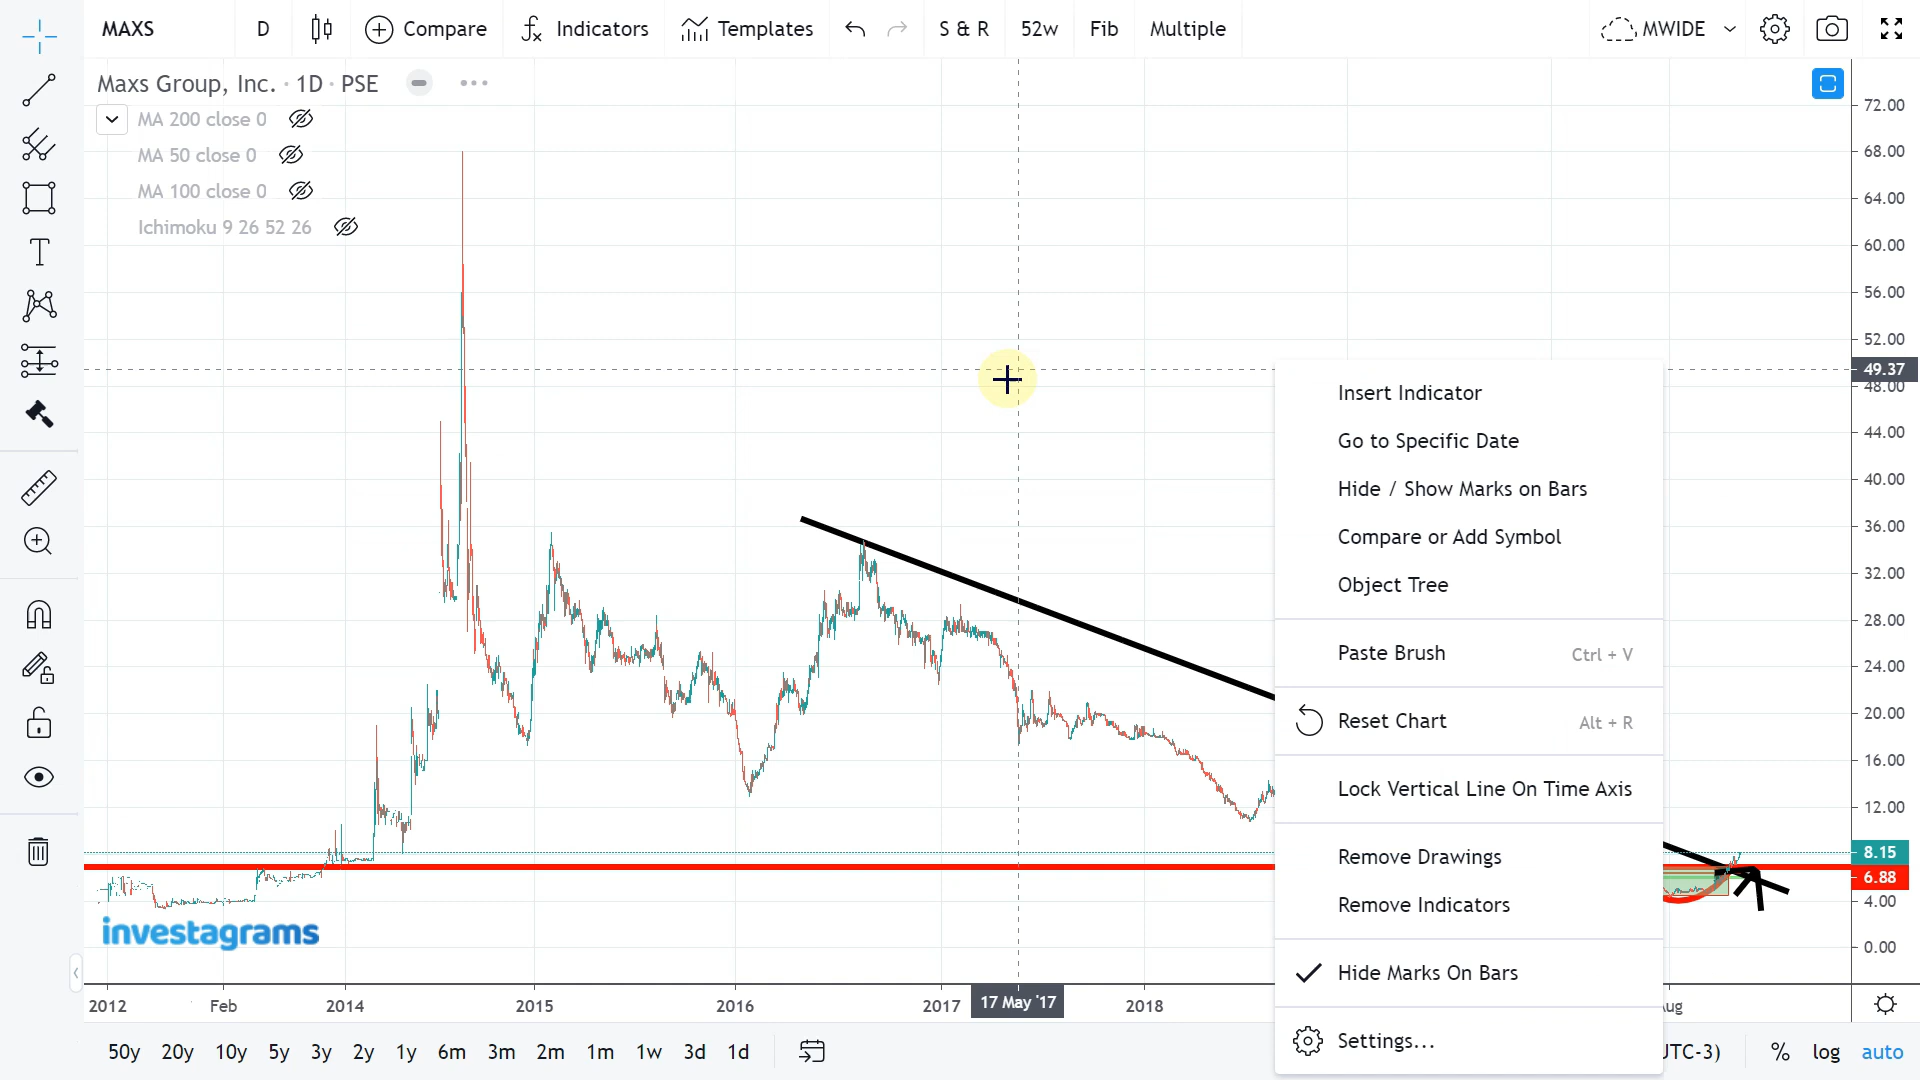 MAXS
D
Compare
Indicators
Templates
S & R
52w
Fib
Multiple
MWIDE
Maxs Group, Inc. · 1D · PSE
MA 200 close 0
MA 50 close 0
MA 100 close 0
Ichimoku 9 26 52 26
72.00
68.00
64.00
60.00
56.00
52.00
49.37
48.00
44.00
40.00
36.00
32.00
28.00
24.00
20.00
16.00
12.00
8.15
6.88
4.00
0.00
Insert Indicator
Go to Specific Date
Hide / Show Marks on Bars
Compare or Add Symbol
Object Tree
Paste Brush Ctrl + V
Reset Chart Alt + R
Lock Vertical Line On Time Axis
Remove Drawings
Remove Indicators
Hide Marks On Bars
Settings...
investagrams
2012 Feb 2014 2015 2016 2017 17 May '17 2018 Aug
50y 20y 10y 5y 3y 2y 1y 6m 3m 2m 1m 1w 3d 1d
UTC-3) % log auto